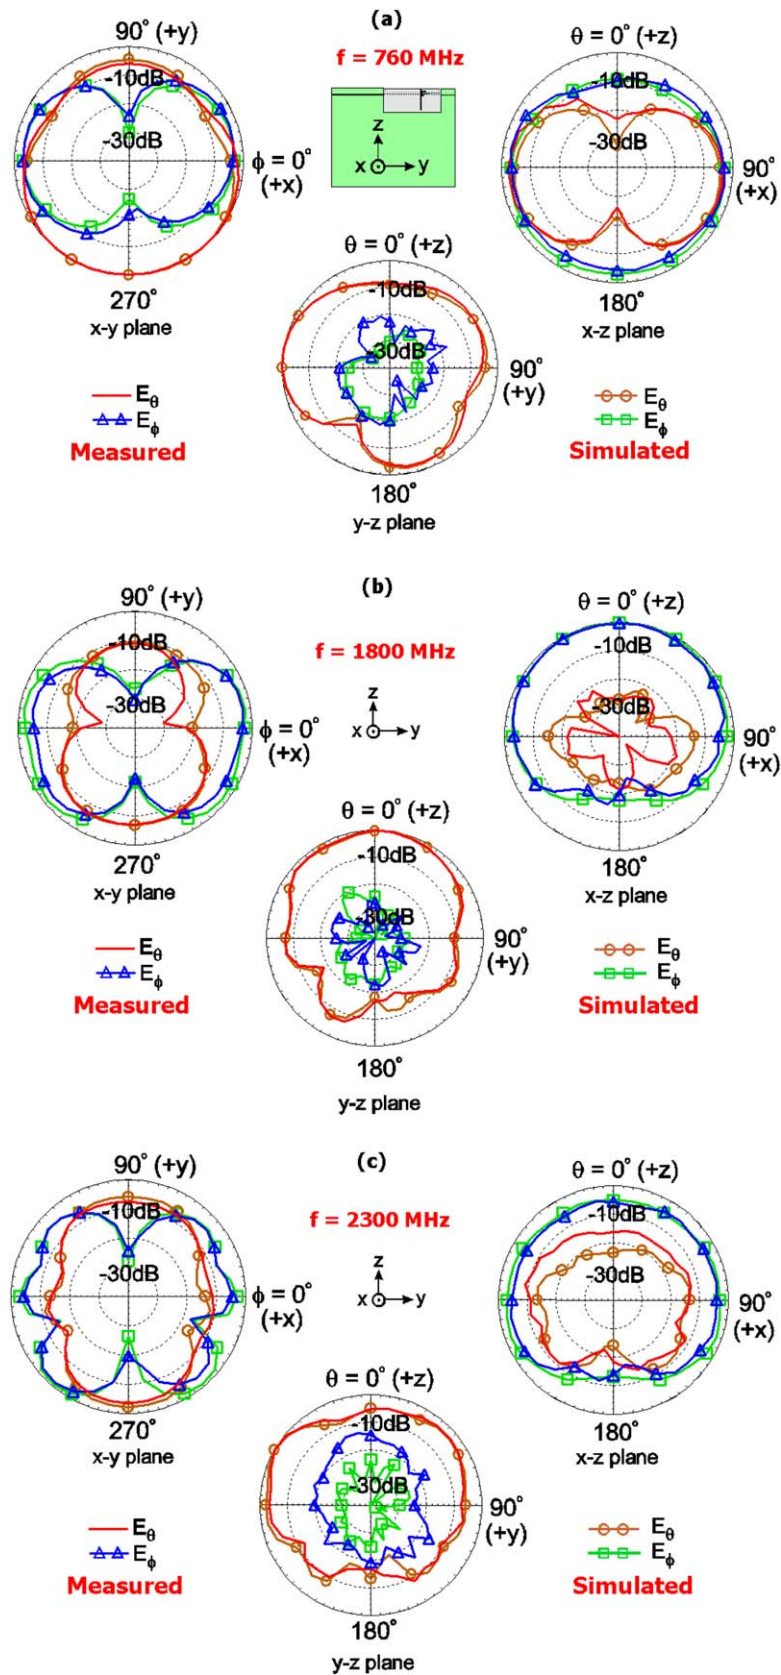 (a)
90° (+y)
-10dB
-30dB
ϕ = 0°
(+x)
270°
x-y plane
f = 760 MHz
z
x
y
θ = 0° (+z)
-10dB
-30dB
90°
(+x)
180°
x-z plane
θ = 0° (+z)
-10dB
-30dB
90°
(+y)
180°
y-z plane
Eθ
Eϕ
Measured
Eθ
Eϕ
Simulated
(b)
90° (+y)
-10dB
-30dB
ϕ = 0°
(+x)
270°
x-y plane
f = 1800 MHz
z
x
y
θ = 0° (+z)
-10dB
-30dB
90°
(+x)
180°
x-z plane
θ = 0° (+z)
-10dB
-30dB
90°
(+y)
180°
y-z plane
Eθ
Eϕ
Measured
Eθ
Eϕ
Simulated
(c)
90° (+y)
-10dB
-30dB
ϕ = 0°
(+x)
270°
x-y plane
f = 2300 MHz
z
x
y
θ = 0° (+z)
-10dB
-30dB
90°
(+x)
180°
x-z plane
θ = 0° (+z)
-10dB
-30dB
90°
(+y)
180°
y-z plane
Eθ
Eϕ
Measured
Eθ
Eϕ
Simulated